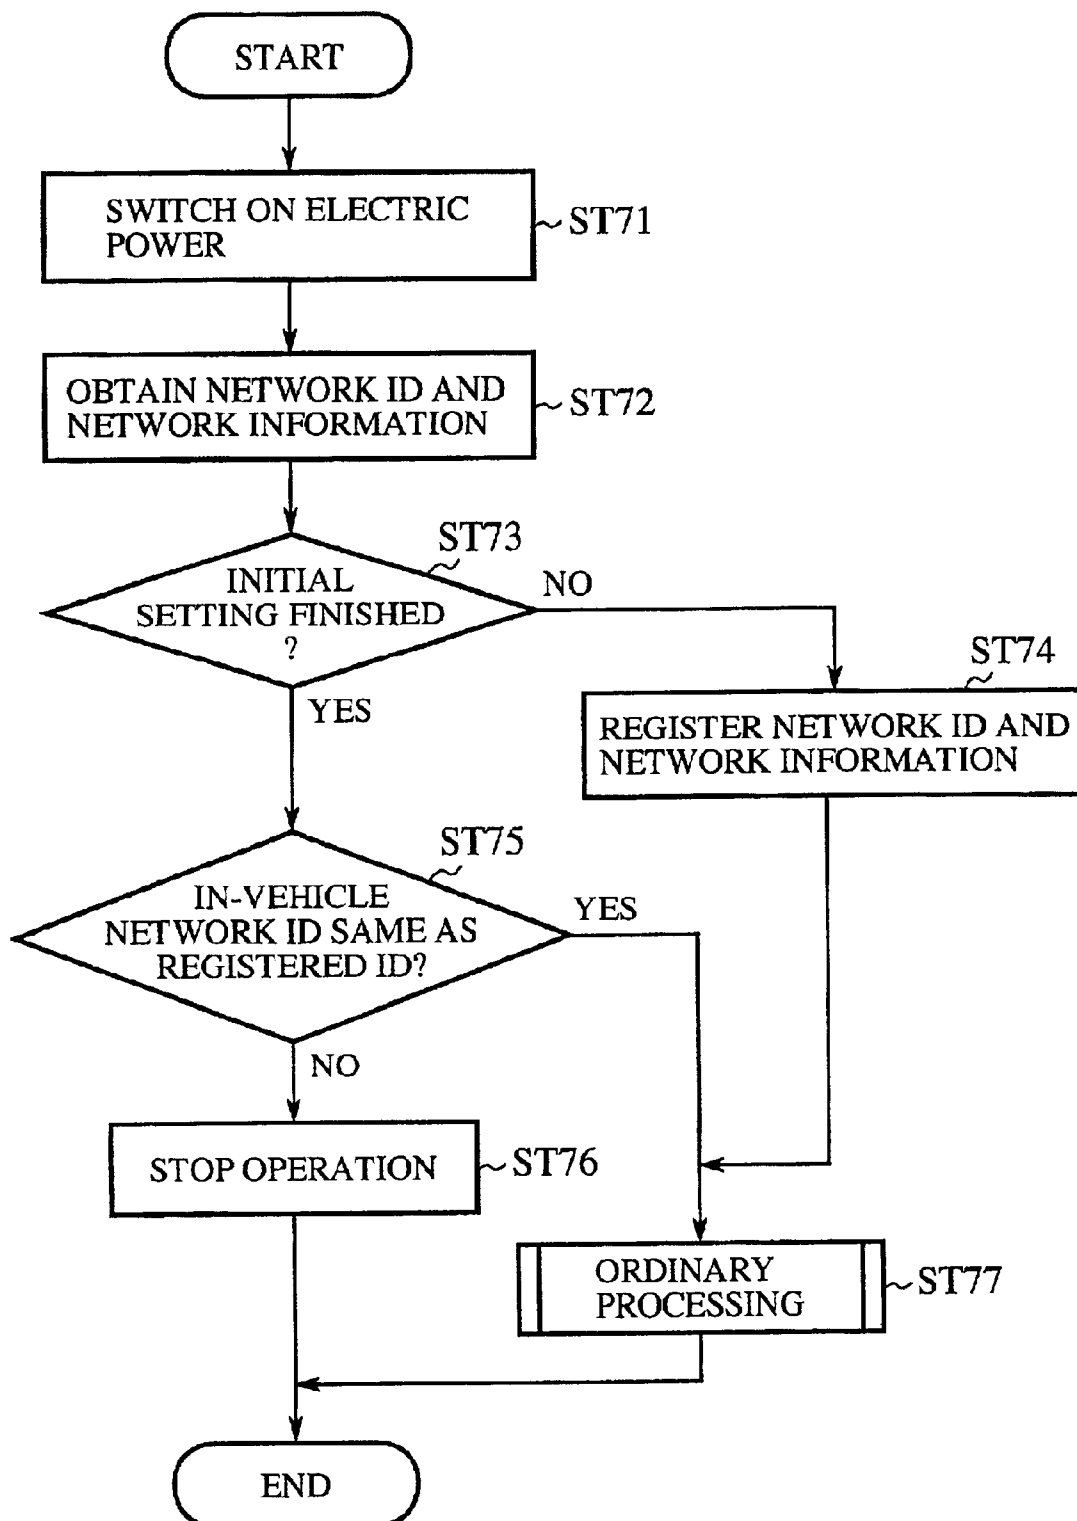 START
SWITCH ON ELECTRIC
POWER
ST71
OBTAIN NETWORK ID AND
NETWORK INFORMATION
ST72
ST73
INITIAL
SETTING FINISHED
?
NO
YES
ST74
REGISTER NETWORK ID AND
NETWORK INFORMATION
ST75
IN-VEHICLE
NETWORK ID SAME AS
REGISTERED ID?
YES
NO
STOP OPERATION
ST76
ORDINARY
PROCESSING
ST77
END